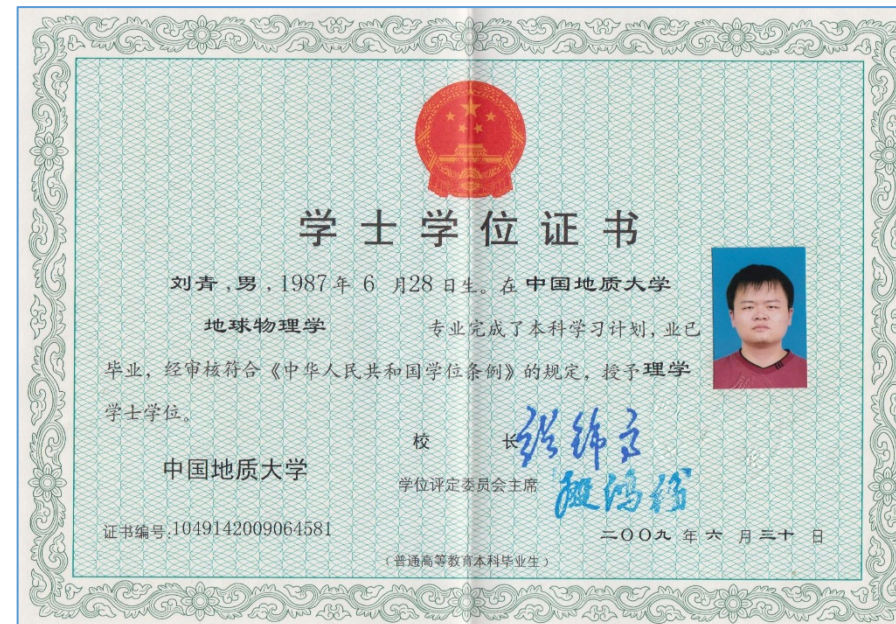 学士学位证书
刘青，男，1987年 6 月28日生。在 中国地质大学
地球物理学 专业完成了本科学习计划，业已
毕业，经审核符合《中华人民共和国学位条例》的规定，授予理学
学士学位。
校 长
中国地质大学
学位评定委员会主席
证书编号：1049142009064581
二〇〇九 年 六 月 三十 日
（普通高等教育本科毕业生）